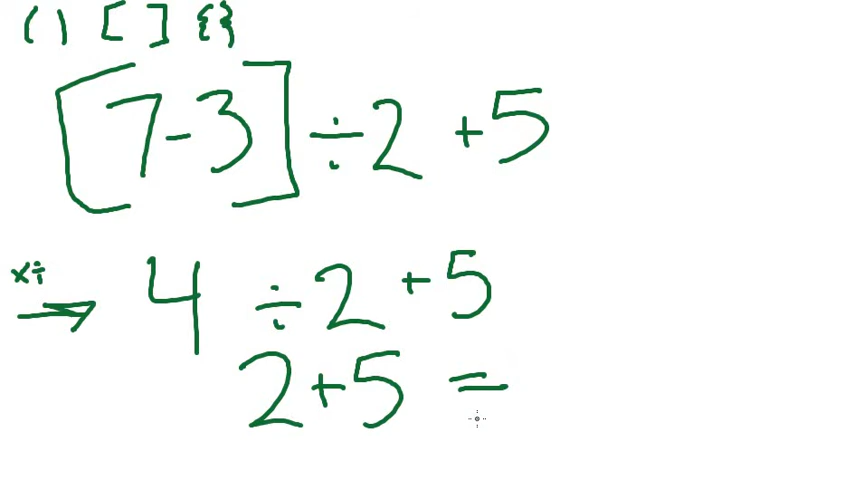 ( ) [ ] { }
[7-3] ÷ 2 + 5
×÷
→ 4 ÷ 2 + 5
2 + 5 =